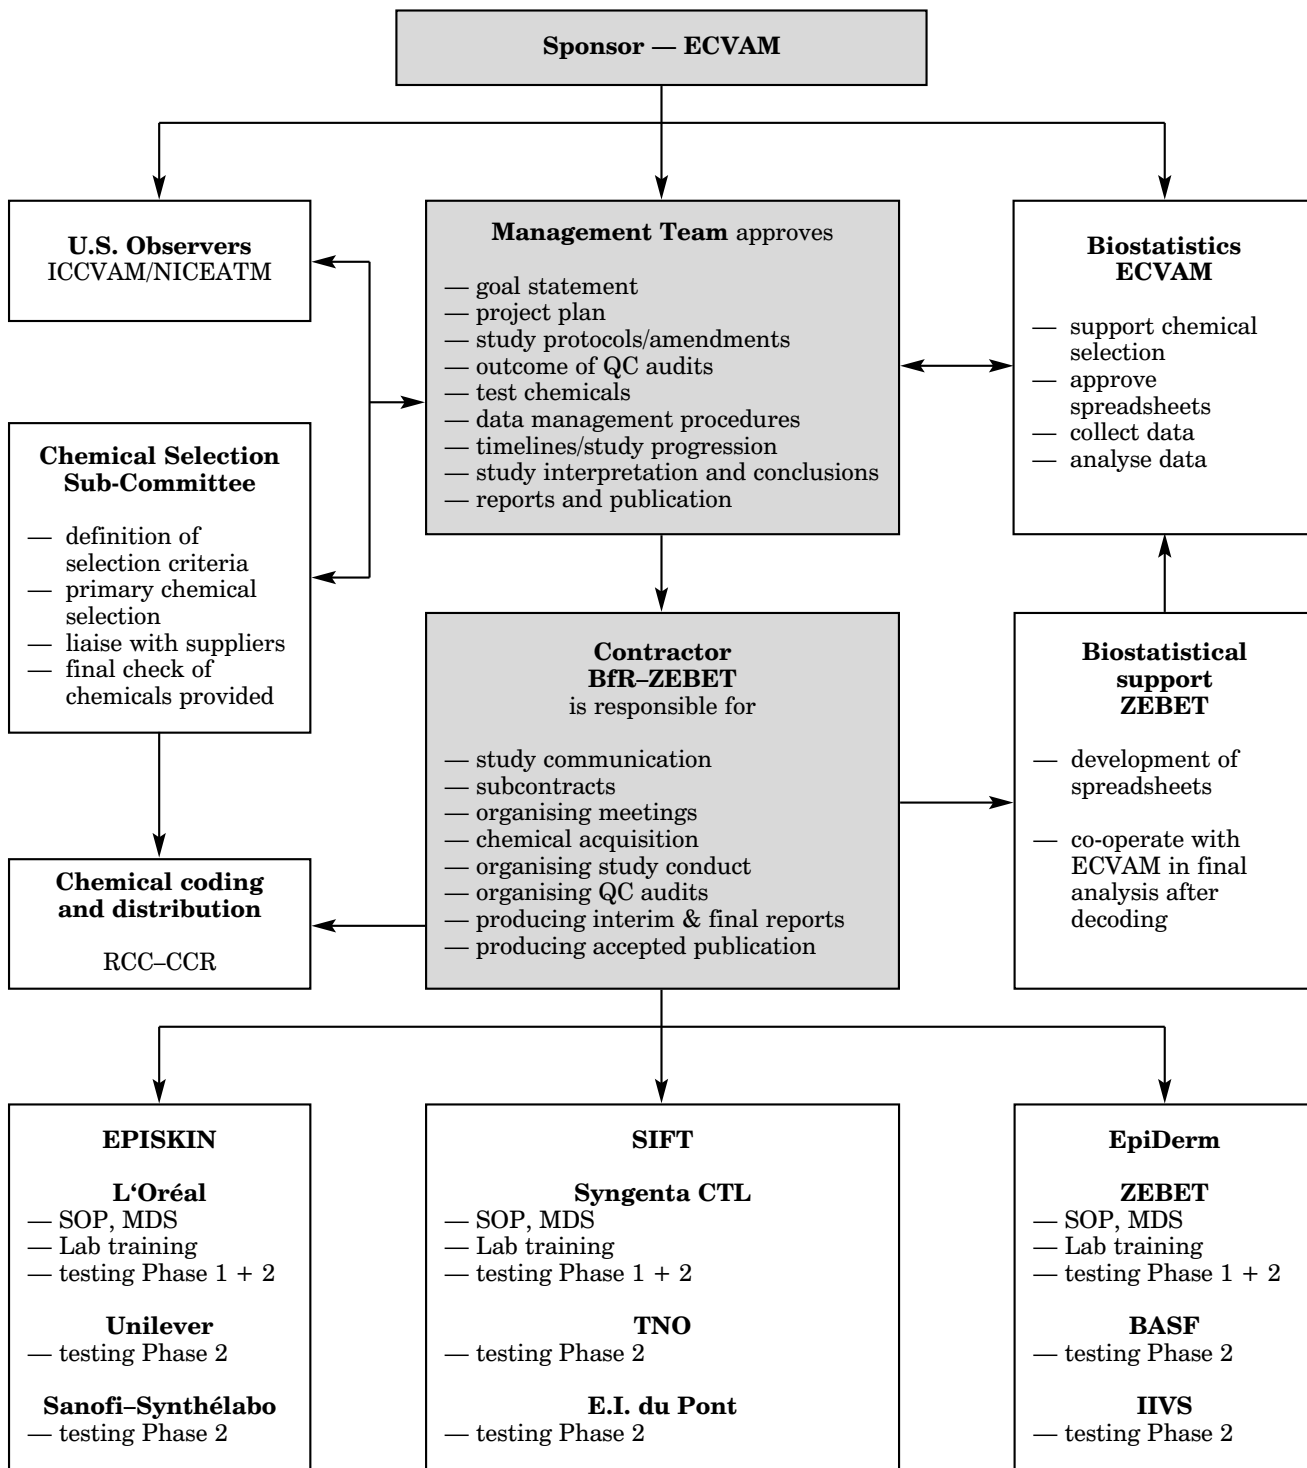 Sponsor — ECVAM
U.S. Observers
ICCVAM/NICEATM
Management Team approves
— goal statement
— project plan
— study protocols/amendments
— outcome of QC audits
— test chemicals
— data management procedures
— timelines/study progression
— study interpretation and conclusions
— reports and publication
Biostatistics
ECVAM
— support chemical
selection
— approve
spreadsheets
— collect data
— analyse data
Chemical Selection
Sub-Committee
— definition of
selection criteria
— primary chemical
selection
— liaise with suppliers
— final check of
chemicals provided
Contractor
BfR–ZEBET
is responsible for
— study communication
— subcontracts
— organising meetings
— chemical acquisition
— organising study conduct
— organising QC audits
— producing interim & final reports
— producing accepted publication
Biostatistical
support
ZEBET
— development of
spreadsheets
— co-operate with
ECVAM in final
analysis after
decoding
Chemical coding
and distribution
RCC–CCR
EPISKIN
L‘Oréal
— SOP, MDS
— Lab training
— testing Phase 1 + 2
Unilever
— testing Phase 2
Sanofi–Synthélabo
— testing Phase 2
SIFT
Syngenta CTL
— SOP, MDS
— Lab training
— testing Phase 1 + 2
TNO
— testing Phase 2
E.I. du Pont
— testing Phase 2
EpiDerm
ZEBET
— SOP, MDS
— Lab training
— testing Phase 1 + 2
BASF
— testing Phase 2
IIVS
— testing Phase 2